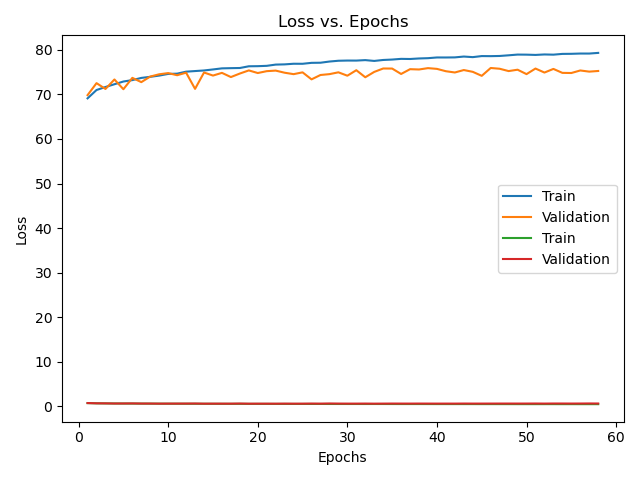 Loss vs. Epochs
80
70
60
50
40
30
20
10
0
Loss
Train
Validation
Train
Validation
0 10 20 30 40 50 60
Epochs